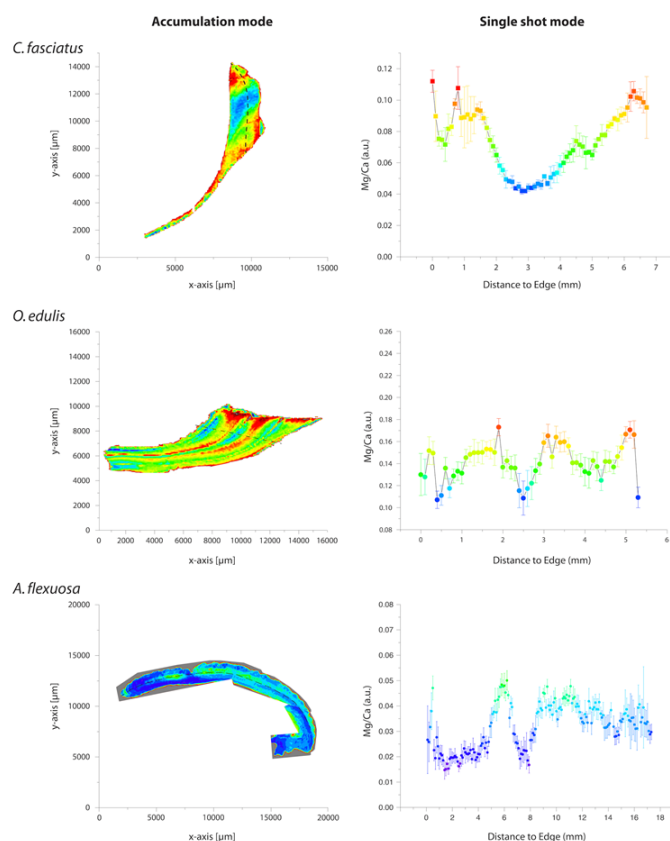 Accumulation mode
Single shot mode
C. fasciatus
14000
12000
10000
8000
6000
4000
2000
0
y-axis [µm]
0 5000 10000 15000
x-axis [µm]
0.12
0.10
0.08
0.06
0.04
0.02
0.00
Mg/Ca (a.u.)
0 1 2 3 4 5 6 7
Distance to Edge (mm)
O. edulis
16000
14000
12000
10000
8000
6000
4000
2000
0
y-axis [µm]
0 2000 4000 6000 8000 10000 12000 14000 16000
x-axis [µm]
0.26
0.24
0.22
0.20
0.18
0.16
0.14
0.12
0.10
0.08
Mg/Ca (a.u.)
0 1 2 3 4 5 6
Distance to Edge (mm)
A. flexuosa
20000
15000
10000
5000
0
y-axis [µm]
0 5000 10000 15000 20000
x-axis [µm]
0.08
0.07
0.06
0.05
0.04
0.03
0.02
0.01
0.00
Mg/Ca (a.u.)
0 2 4 6 8 10 12 14 16 18
Distance to Edge (mm)